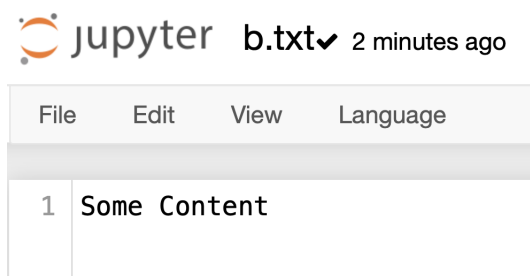 jupyter b.txt✔ 2 minutes ago
File Edit View Language
1 Some Content